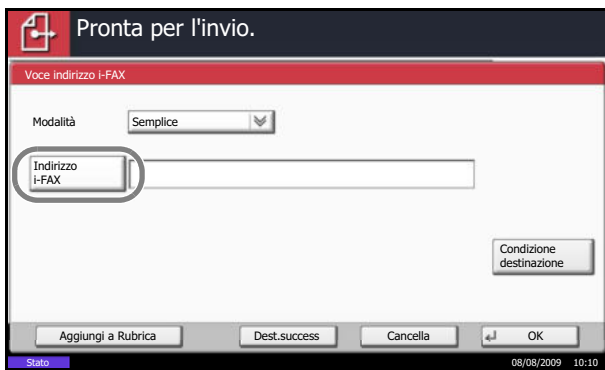 Pronta per l'invio.
Voce indirizzo i-FAX
Modalità Semplice
Indirizzo
i-FAX
Condizione
destinazione
Aggiungi a Rubrica Dest.success Cancella OK
Stato 08/08/2009 10:10